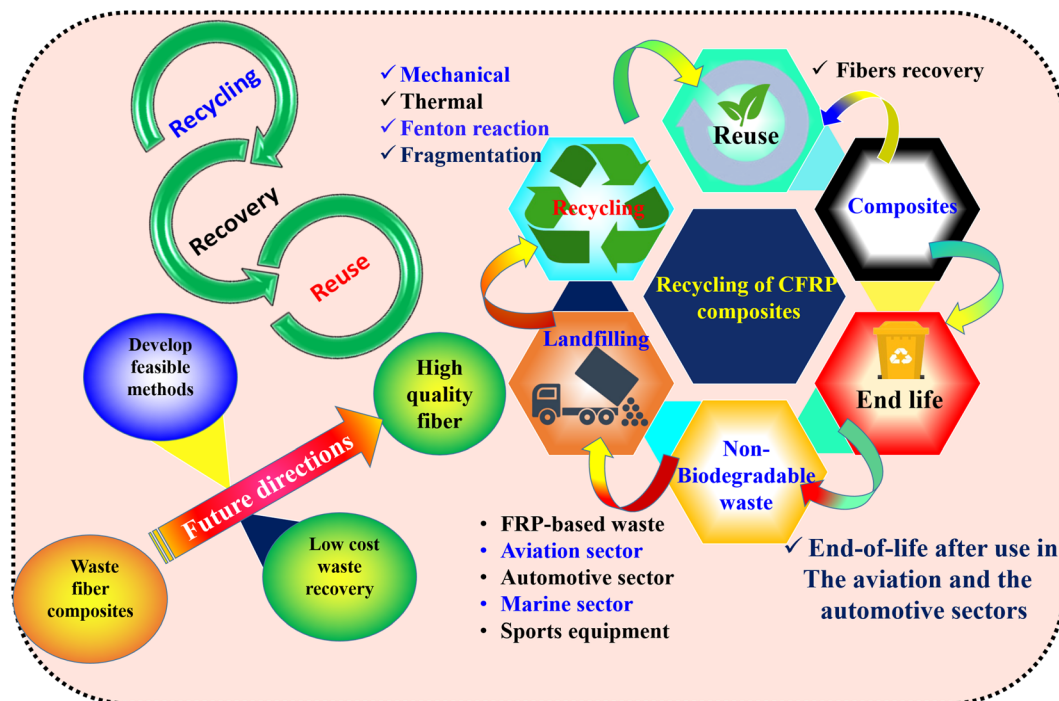 Recycling
Recovery
Reuse
✓ Mechanical
✓ Thermal
✓ Fenton reaction
✓ Fragmentation
Reuse
✓ Fibers recovery
Recycling
Composites
Recycling of CFRP
composites
Landfilling
End life
Non-
Biodegradable
waste
Develop
feasible
methods
High
quality
fiber
Future directions
Waste
fiber
composites
Low cost
waste
recovery
• FRP-based waste
• Aviation sector
• Automotive sector
• Marine sector
• Sports equipment
✓ End-of-life after use in
The aviation and the
automotive sectors